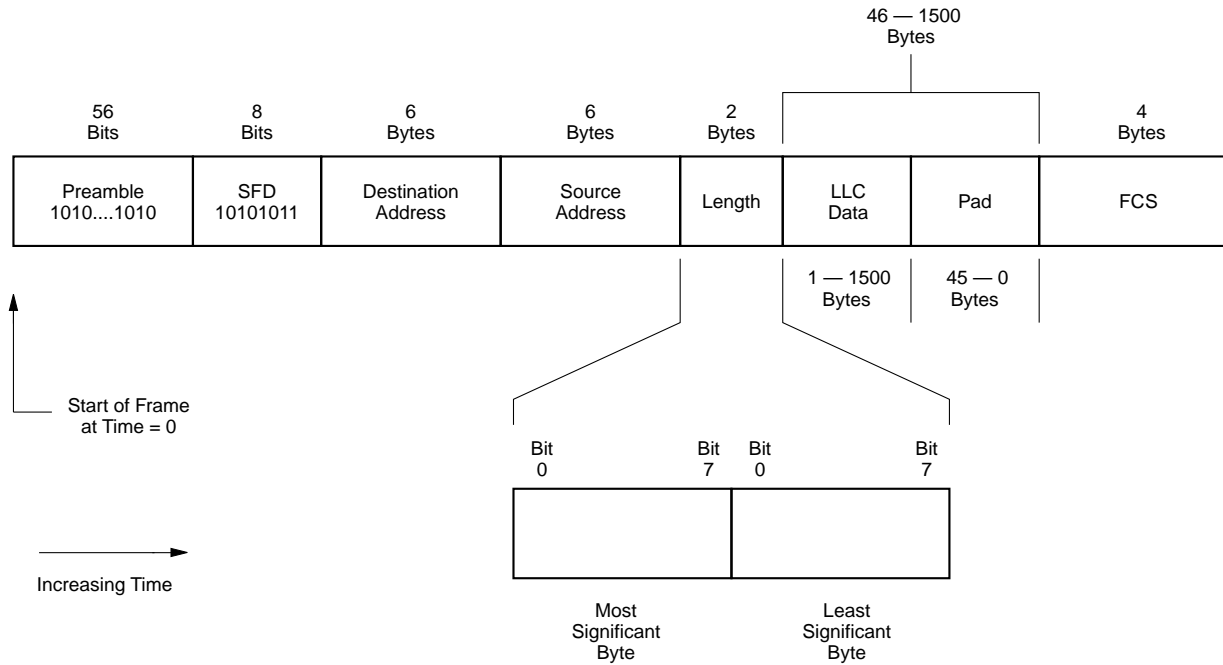 46 — 1500
Bytes
56
Bits
8
Bits
6
Bytes
6
Bytes
2
Bytes
4
Bytes
Preamble
1010....1010
SFD
10101011
Destination
Address
Source
Address
Length
LLC
Data
Pad
FCS
1 — 1500
Bytes
45 — 0
Bytes
Start of Frame
at Time = 0
Bit
0
Bit
7
Bit
0
Bit
7
Increasing Time
Most
Significant
Byte
Least
Significant
Byte